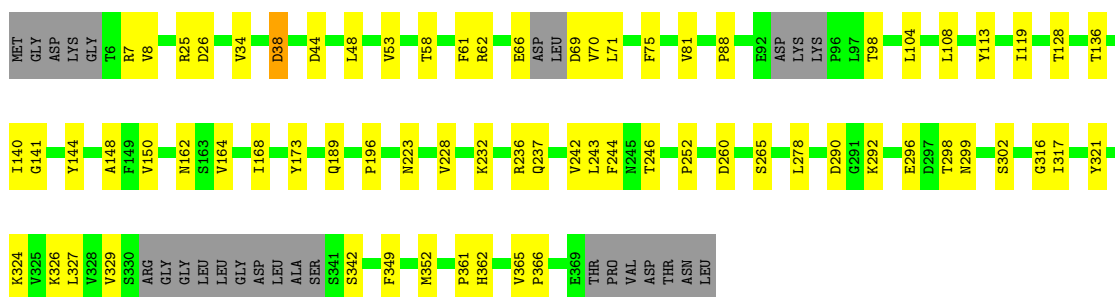 MET GLY ASP LYS GLY T6 R7 V8 R25 D26 V34 D38 D44 L48 V53 T58 F61 R62 E66 ASP LEU D69 V70 L71 F75 V81 P88 E92 ASP LYS LYS P96 L97 T98 L104 L108 Y113 I119 T128 T136
I140 G141 Y144 A148 F149 V150 N162 S163 V164 I168 Y173 Q189 P196 N223 V228 K232 R236 Q237 V242 L243 F244 N245 T246 P252 D260 S265 L278 D290 G291 K292 E296 D297 T298 N299 S302 G316 I317 Y321
K324 V325 K326 L327 V328 V329 S330 ARG GLY GLY LEU LEU GLY ASP LEU ALA SER S341 S342 F349 M352 P361 H362 V365 P366 E369 THR PRO VAL ASP THR ASN LEU